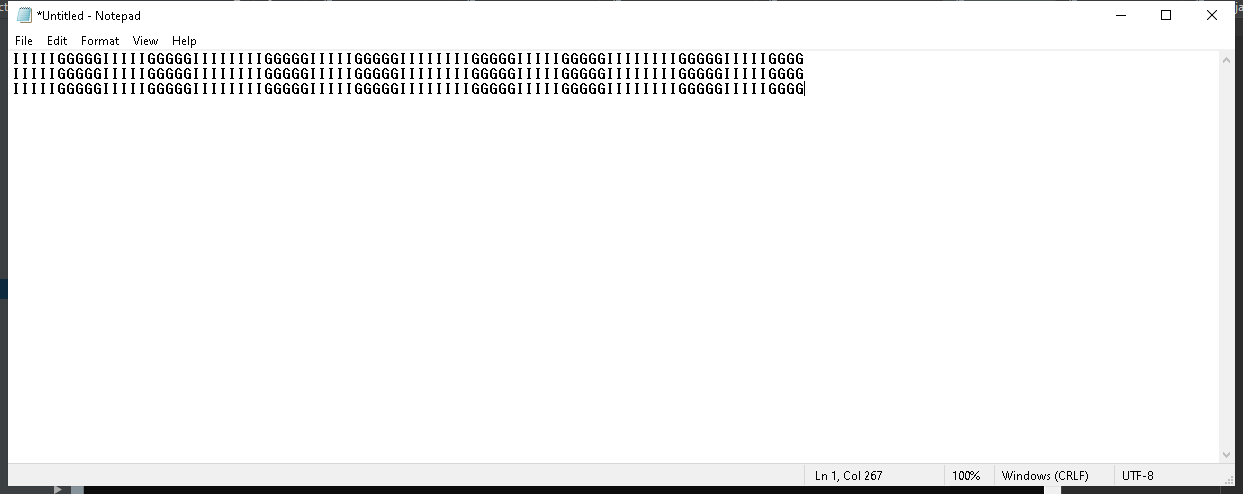 *Untitled - Notepad
File Edit Format View Help
IIIIIGGGGGIIIIIGGGGGIIIIIIIIGGGGGIIIIIGGGGGIIIIIIIIGGGGGIIIIIGGGGGIIIIIIIIGGGGGIIIIIGGGG
IIIIIGGGGGIIIIIGGGGGIIIIIIIIGGGGGIIIIIGGGGGIIIIIIIIGGGGGIIIIIGGGGGIIIIIIIIGGGGGIIIIIGGGG
IIIIIGGGGGIIIIIGGGGGIIIIIIIIGGGGGIIIIIGGGGGIIIIIIIIGGGGGIIIIIGGGGGIIIIIIIIGGGGGIIIIIGGGG
Ln 1, Col 267 100% Windows (CRLF) UTF-8